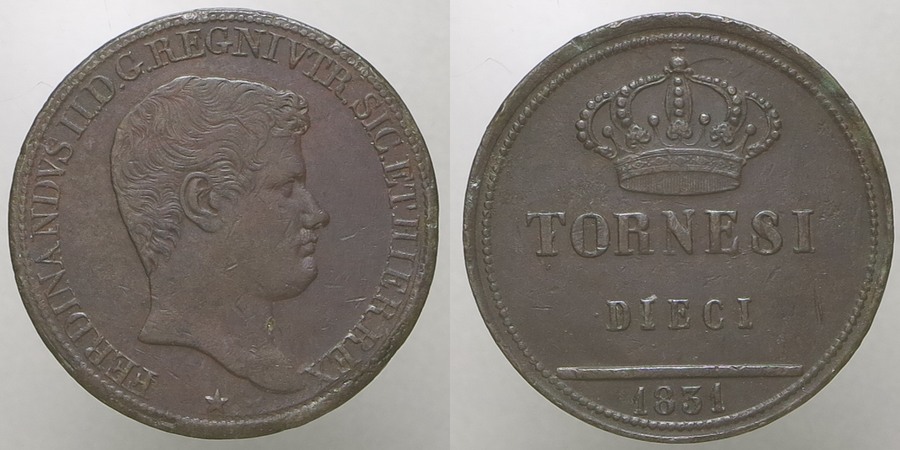 FERDINANDVS II.D.G.REGNI VTR.SIC.ET HIER.REX
TORNESI
DIECI
1831